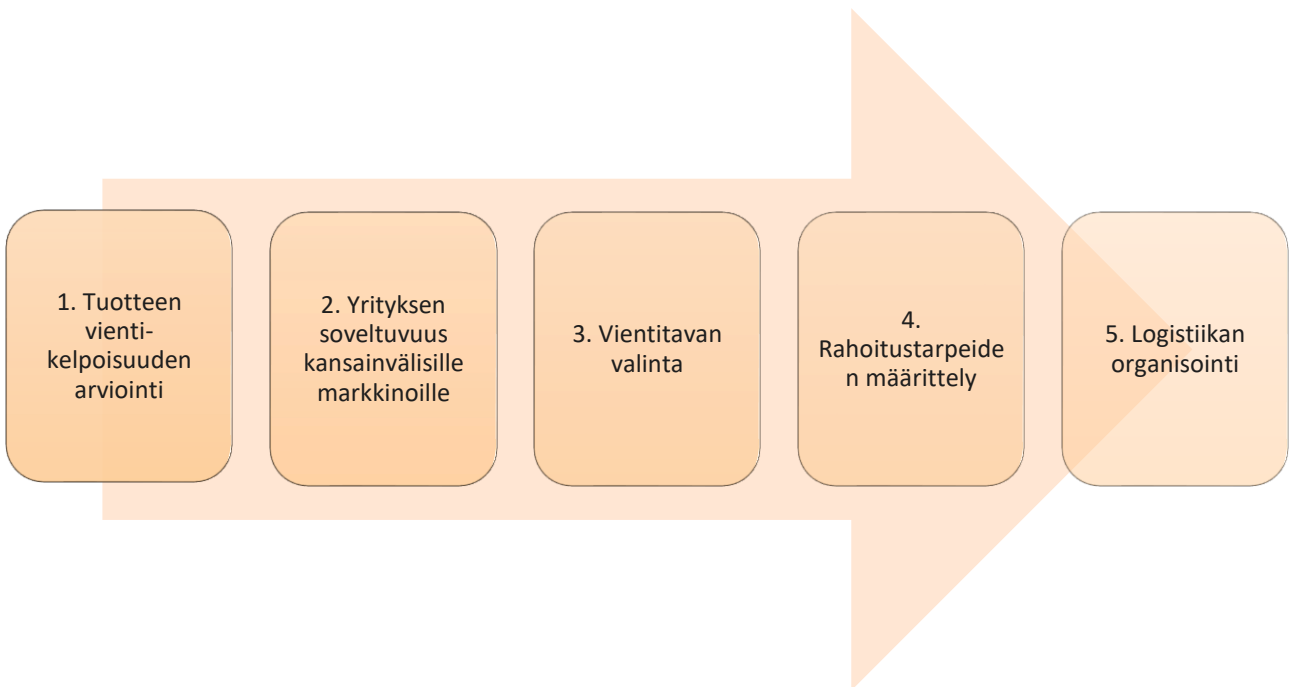 1. Tuotteen
vienti-
kelpoisuuden
arviointi
2. Yrityksen
soveltuvuus
kansainvälisille
markkinoille
3. Vientitavan
valinta
4.
Rahoitustarpeide
n määrittely
5. Logistiikan
organisointi